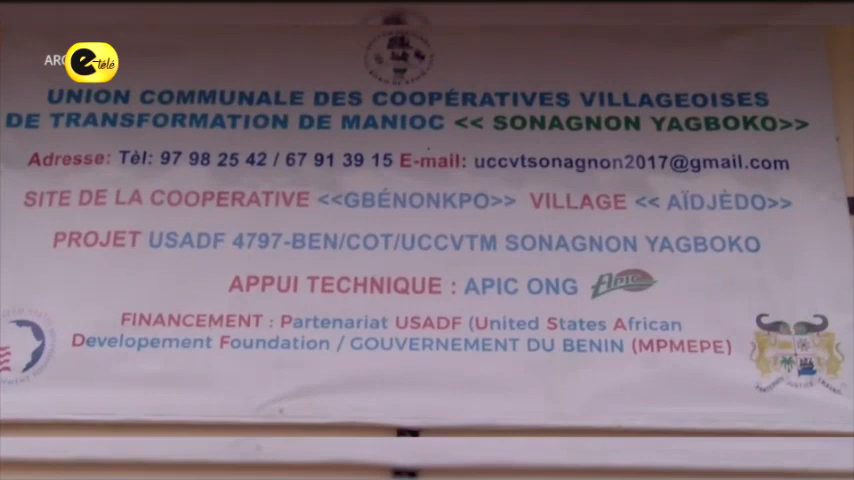 ARC
e-télé
UNION COMMUNALE DES COOPÉRATIVES VILLAGEOISES
DE TRANSFORMATION DE MANIOC << SONAGNON YAGBOKO>>
Adresse: Tèl: 97 98 25 42 / 67 91 39 15 E-mail: uccvtsonagnon2017@gmail.com
SITE DE LA COOPERATIVE <<GBÉNONKPO>> VILLAGE << AÏDJÈDO>>
PROJET USADF 4797-BEN/COT/UCCVTM SONAGNON YAGBOKO
APPUI TECHNIQUE : APIC ONG APIC
FINANCEMENT : Partenariat USADF (United States African
Developement Foundation / GOUVERNEMENT DU BENIN (MPMEPE)